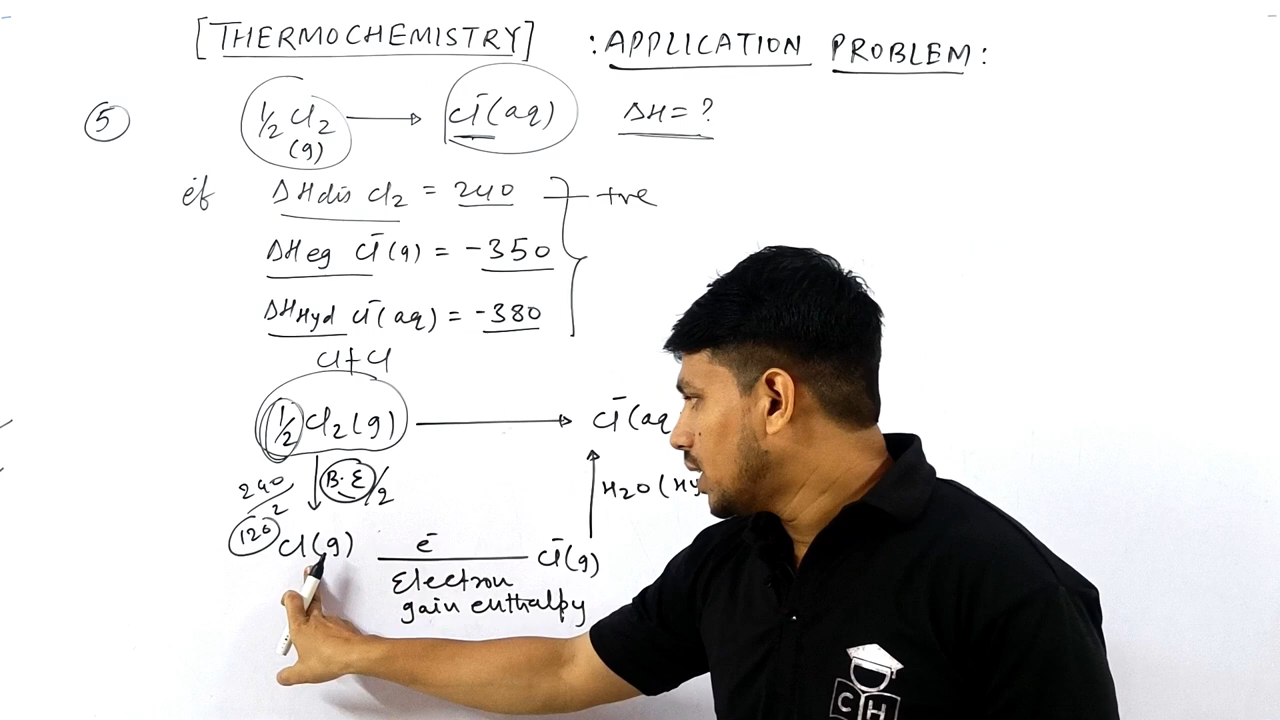 [THERMOCHEMISTRY] : APPLICATION PROBLEM :
⑤ 1/2 Cl2 (g) → Cl⁻(aq) ΔH = ?
if ΔHdis Cl2 = 240 +ve
ΔHeg Cl⁻(g) = -350
ΔHHyd Cl⁻(aq) = -380
Cl+Cl
1/2 Cl2(g) → Cl⁻(aq
240/2 B.E/2 H2O (Hy
120 Cl(g) e⁻ Cl⁻(g)
Electron
gain enthalpy
C H